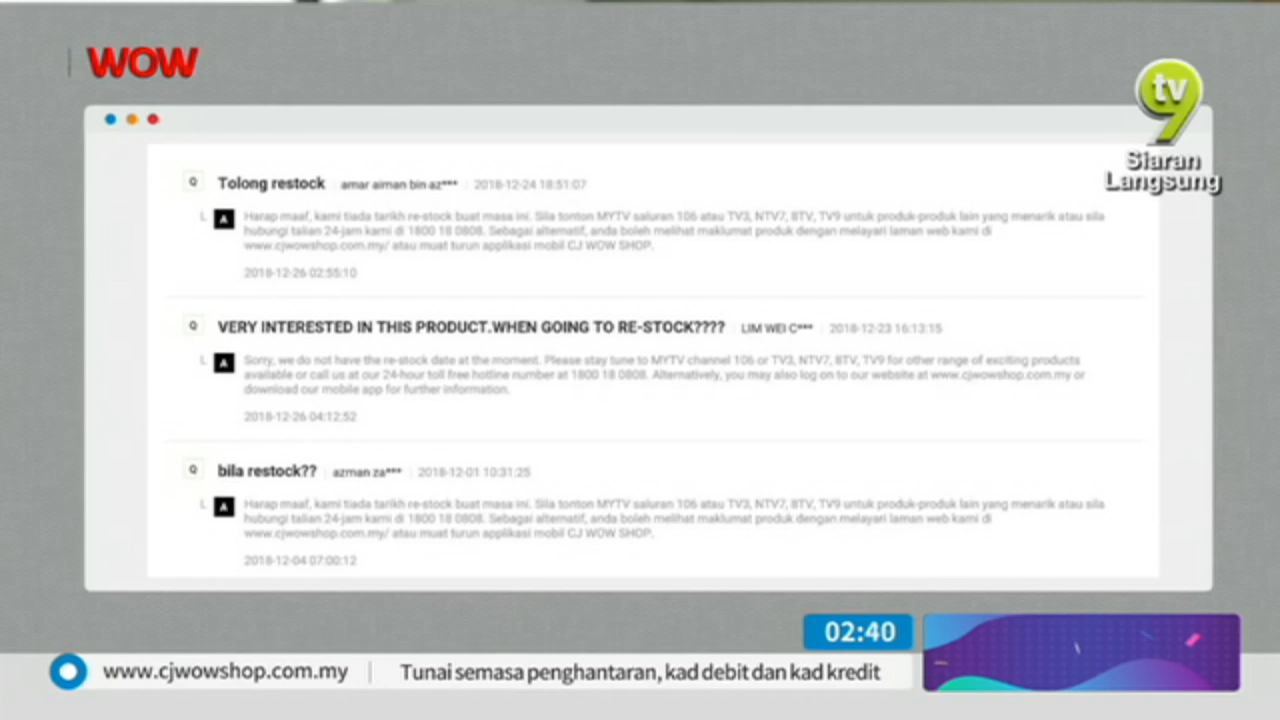 WOW
tv9
Siaran
Langsung
Q Tolong restock amar aiman bin az*** 2018-12-24 18:51:07
A Harap maaf, kami tiada tarikh re-stock buat masa ini. Sila tonton MYTV saluran 106 atau TV3, NTV7, 8TV, TV9 untuk produk-produk lain yang menarik atau sila
hubungi talian 24-jam kami di 1800 18 0808. Sebagai alternatif, anda boleh melihat maklumat produk dengan melayari laman web kami di
www.cjwowshop.com.my/ atau muat turun applikasi mobil CJ WOW SHOP.
2018-12-26 02:55:10
Q VERY INTERESTED IN THIS PRODUCT.WHEN GOING TO RE-STOCK???? LIM WEI C*** 2018-12-23 16:13:15
A Sorry, we do not have the re-stock date at the moment. Please stay tune to MYTV channel 106 or TV3, NTV7, 8TV, TV9 for other range of exciting products
available or call us at our 24-hour toll free hotline number at 1800 18 0808. Alternatively, you may also log on to our website at www.cjwowshop.com.my or
download our mobile app for further information.
2018-12-26 04:12:52
Q bila restock?? azman za*** 2018-12-01 10:31:25
A Harap maaf, kami tiada tarikh re-stock buat masa ini. Sila tonton MYTV saluran 106 atau TV3, NTV7, 8TV, TV9 untuk produk-produk lain yang menarik atau sila
hubungi talian 24-jam kami di 1800 18 0808. Sebagai alternatif, anda boleh melihat maklumat produk dengan melayari laman web kami di
www.cjwowshop.com.my/ atau muat turun applikasi mobil CJ WOW SHOP.
2018-12-04 07:00:12
02:40
www.cjwowshop.com.my | Tunai semasa penghantaran, kad debit dan kad kredit